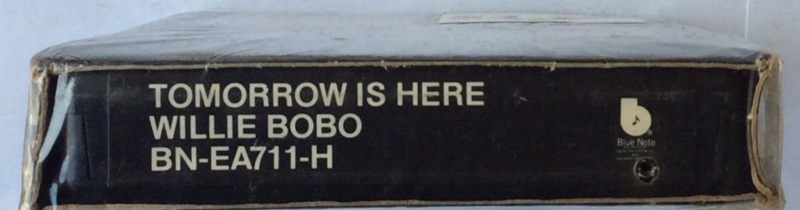 TOMORROW IS HERE
WILLIE BOBO
BN-EA711-H
b
®
Blue Note